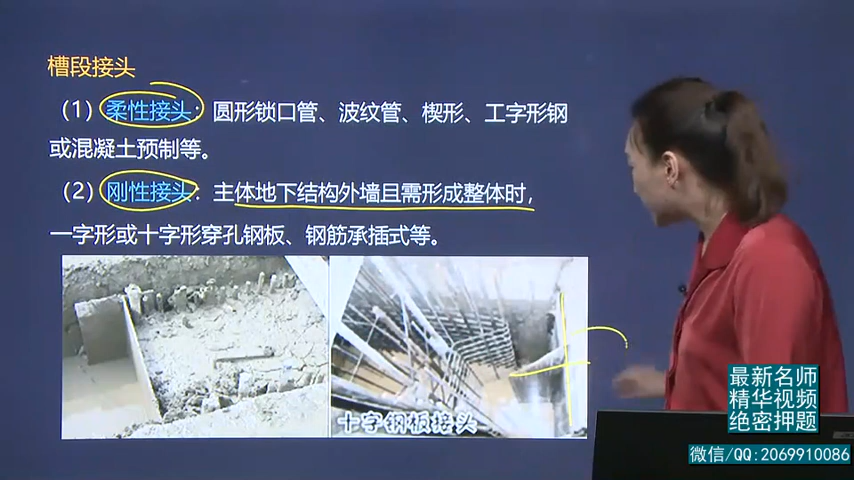 槽段接头
（1）柔性接头：圆形锁口管、波纹管、楔形、工字形钢
或混凝土预制等。
（2）刚性接头：主体地下结构外墙且需形成整体时，
一字形或十字形穿孔钢板、钢筋承插式等。
十字钢板接头
最新名师
精华视频
绝密押题
微信/QQ:2069910086